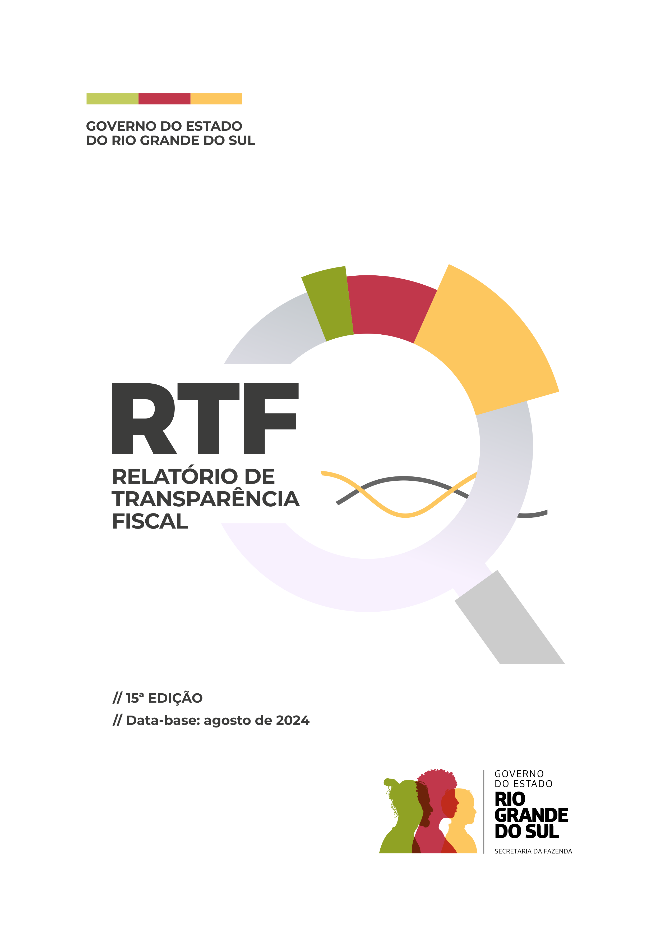 GOVERNO DO ESTADO
DO RIO GRANDE DO SUL
RTF
RELATÓRIO DE
TRANSPARÊNCIA
FISCAL
// 15ª EDIÇÃO
// Data-base: agosto de 2024
GOVERNO
DO ESTADO
RIO
GRANDE
DO SUL
SECRETARIA DA FAZENDA